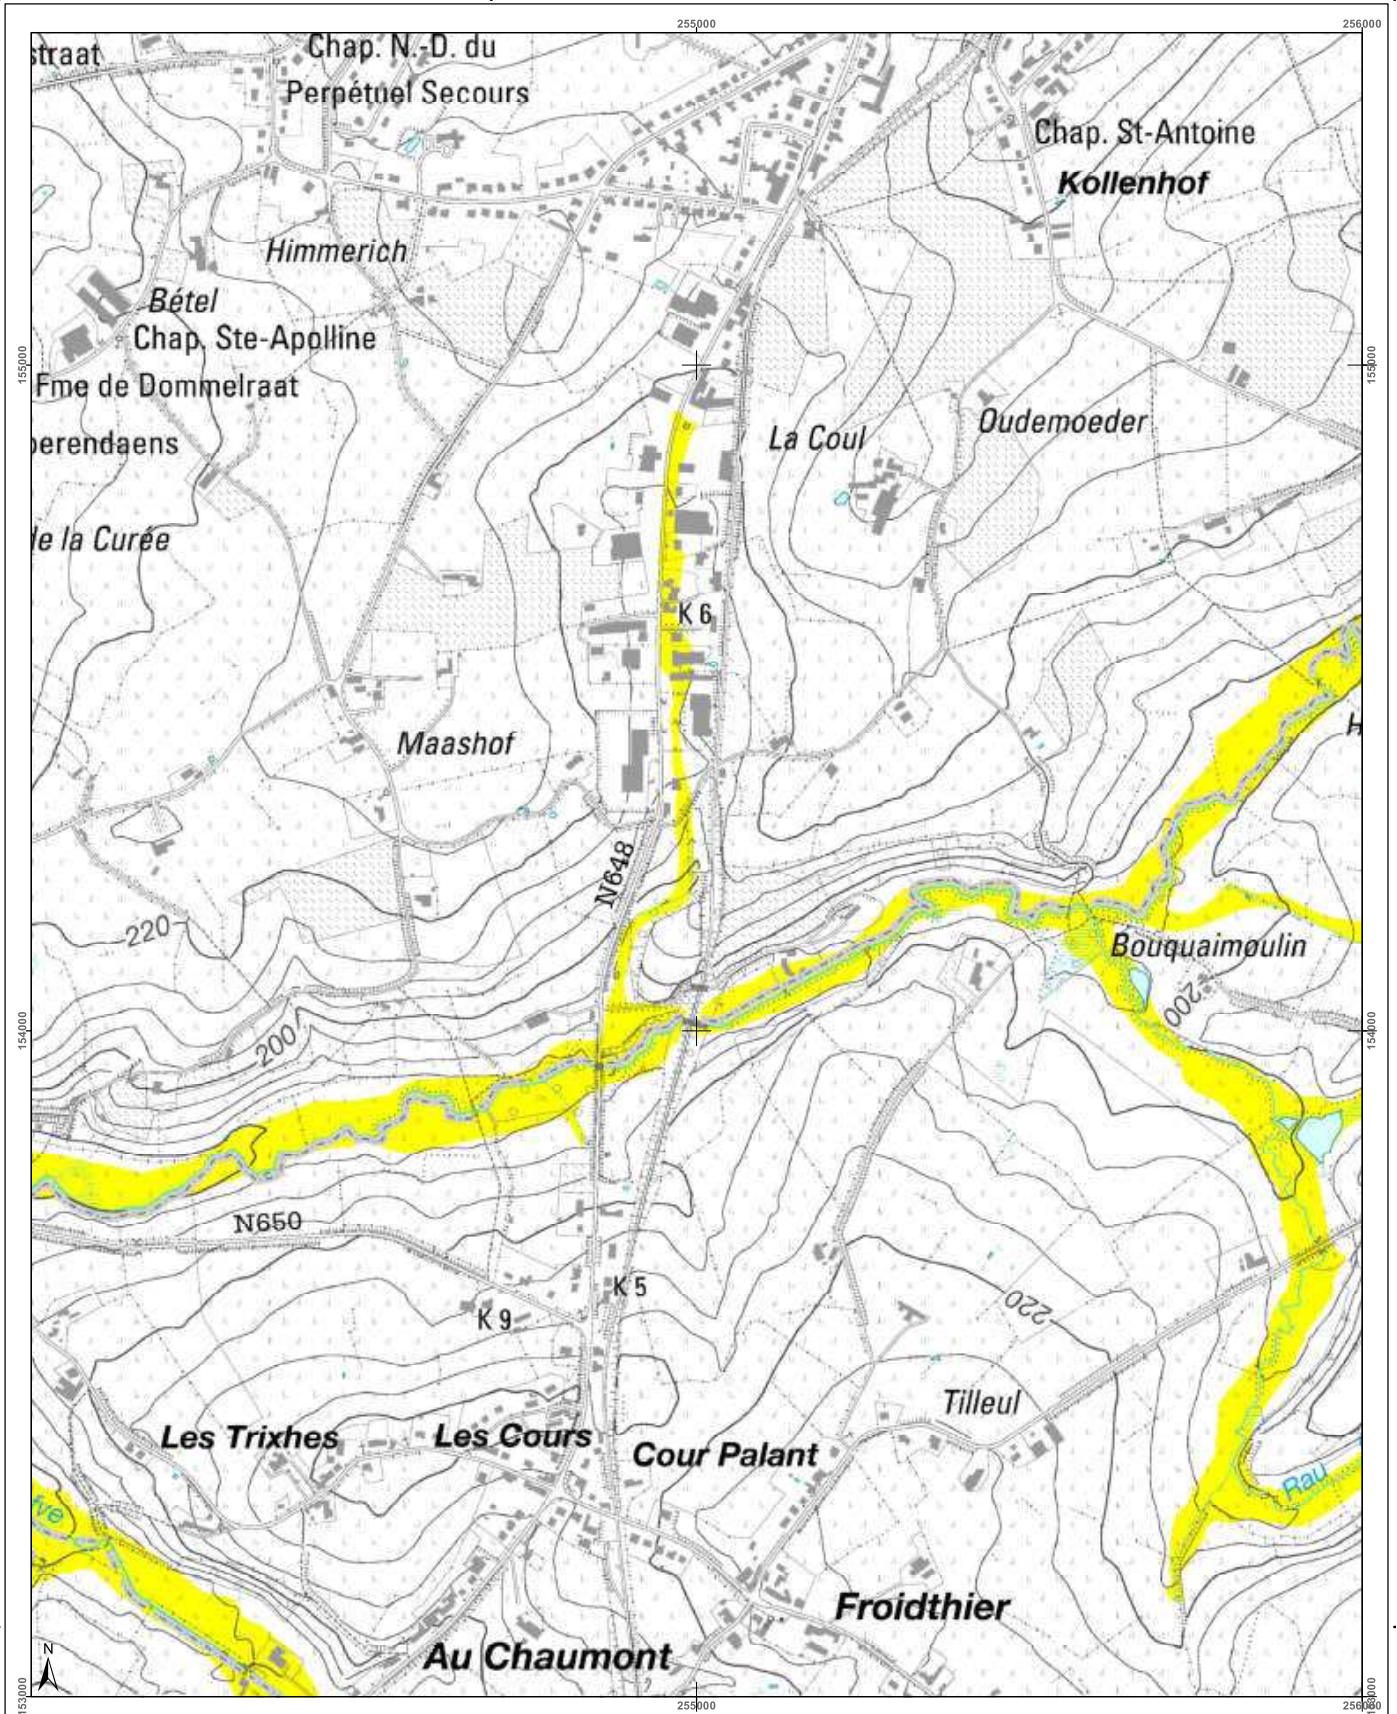 255000
256000
straat
Chap. N.-D. du
Perpétuel Secours
Chap. St-Antoine
Kollenhof
Himmerich
Bétel
Chap. Ste-Apolline
155000
155000
Fme de Dommelraat
Oudemoeder
La Coul
perendaens
de la Curée
K 6
H
Maashof
N648
220
Bouquaimoulin
200
200
154000
154000
N650
K 5
220
K 9
Tilleul
Les Trixhes
Les Cours
Cour Palant
Rau
fve
Froidthier
Au Chaumont
N
153000
255000
256000